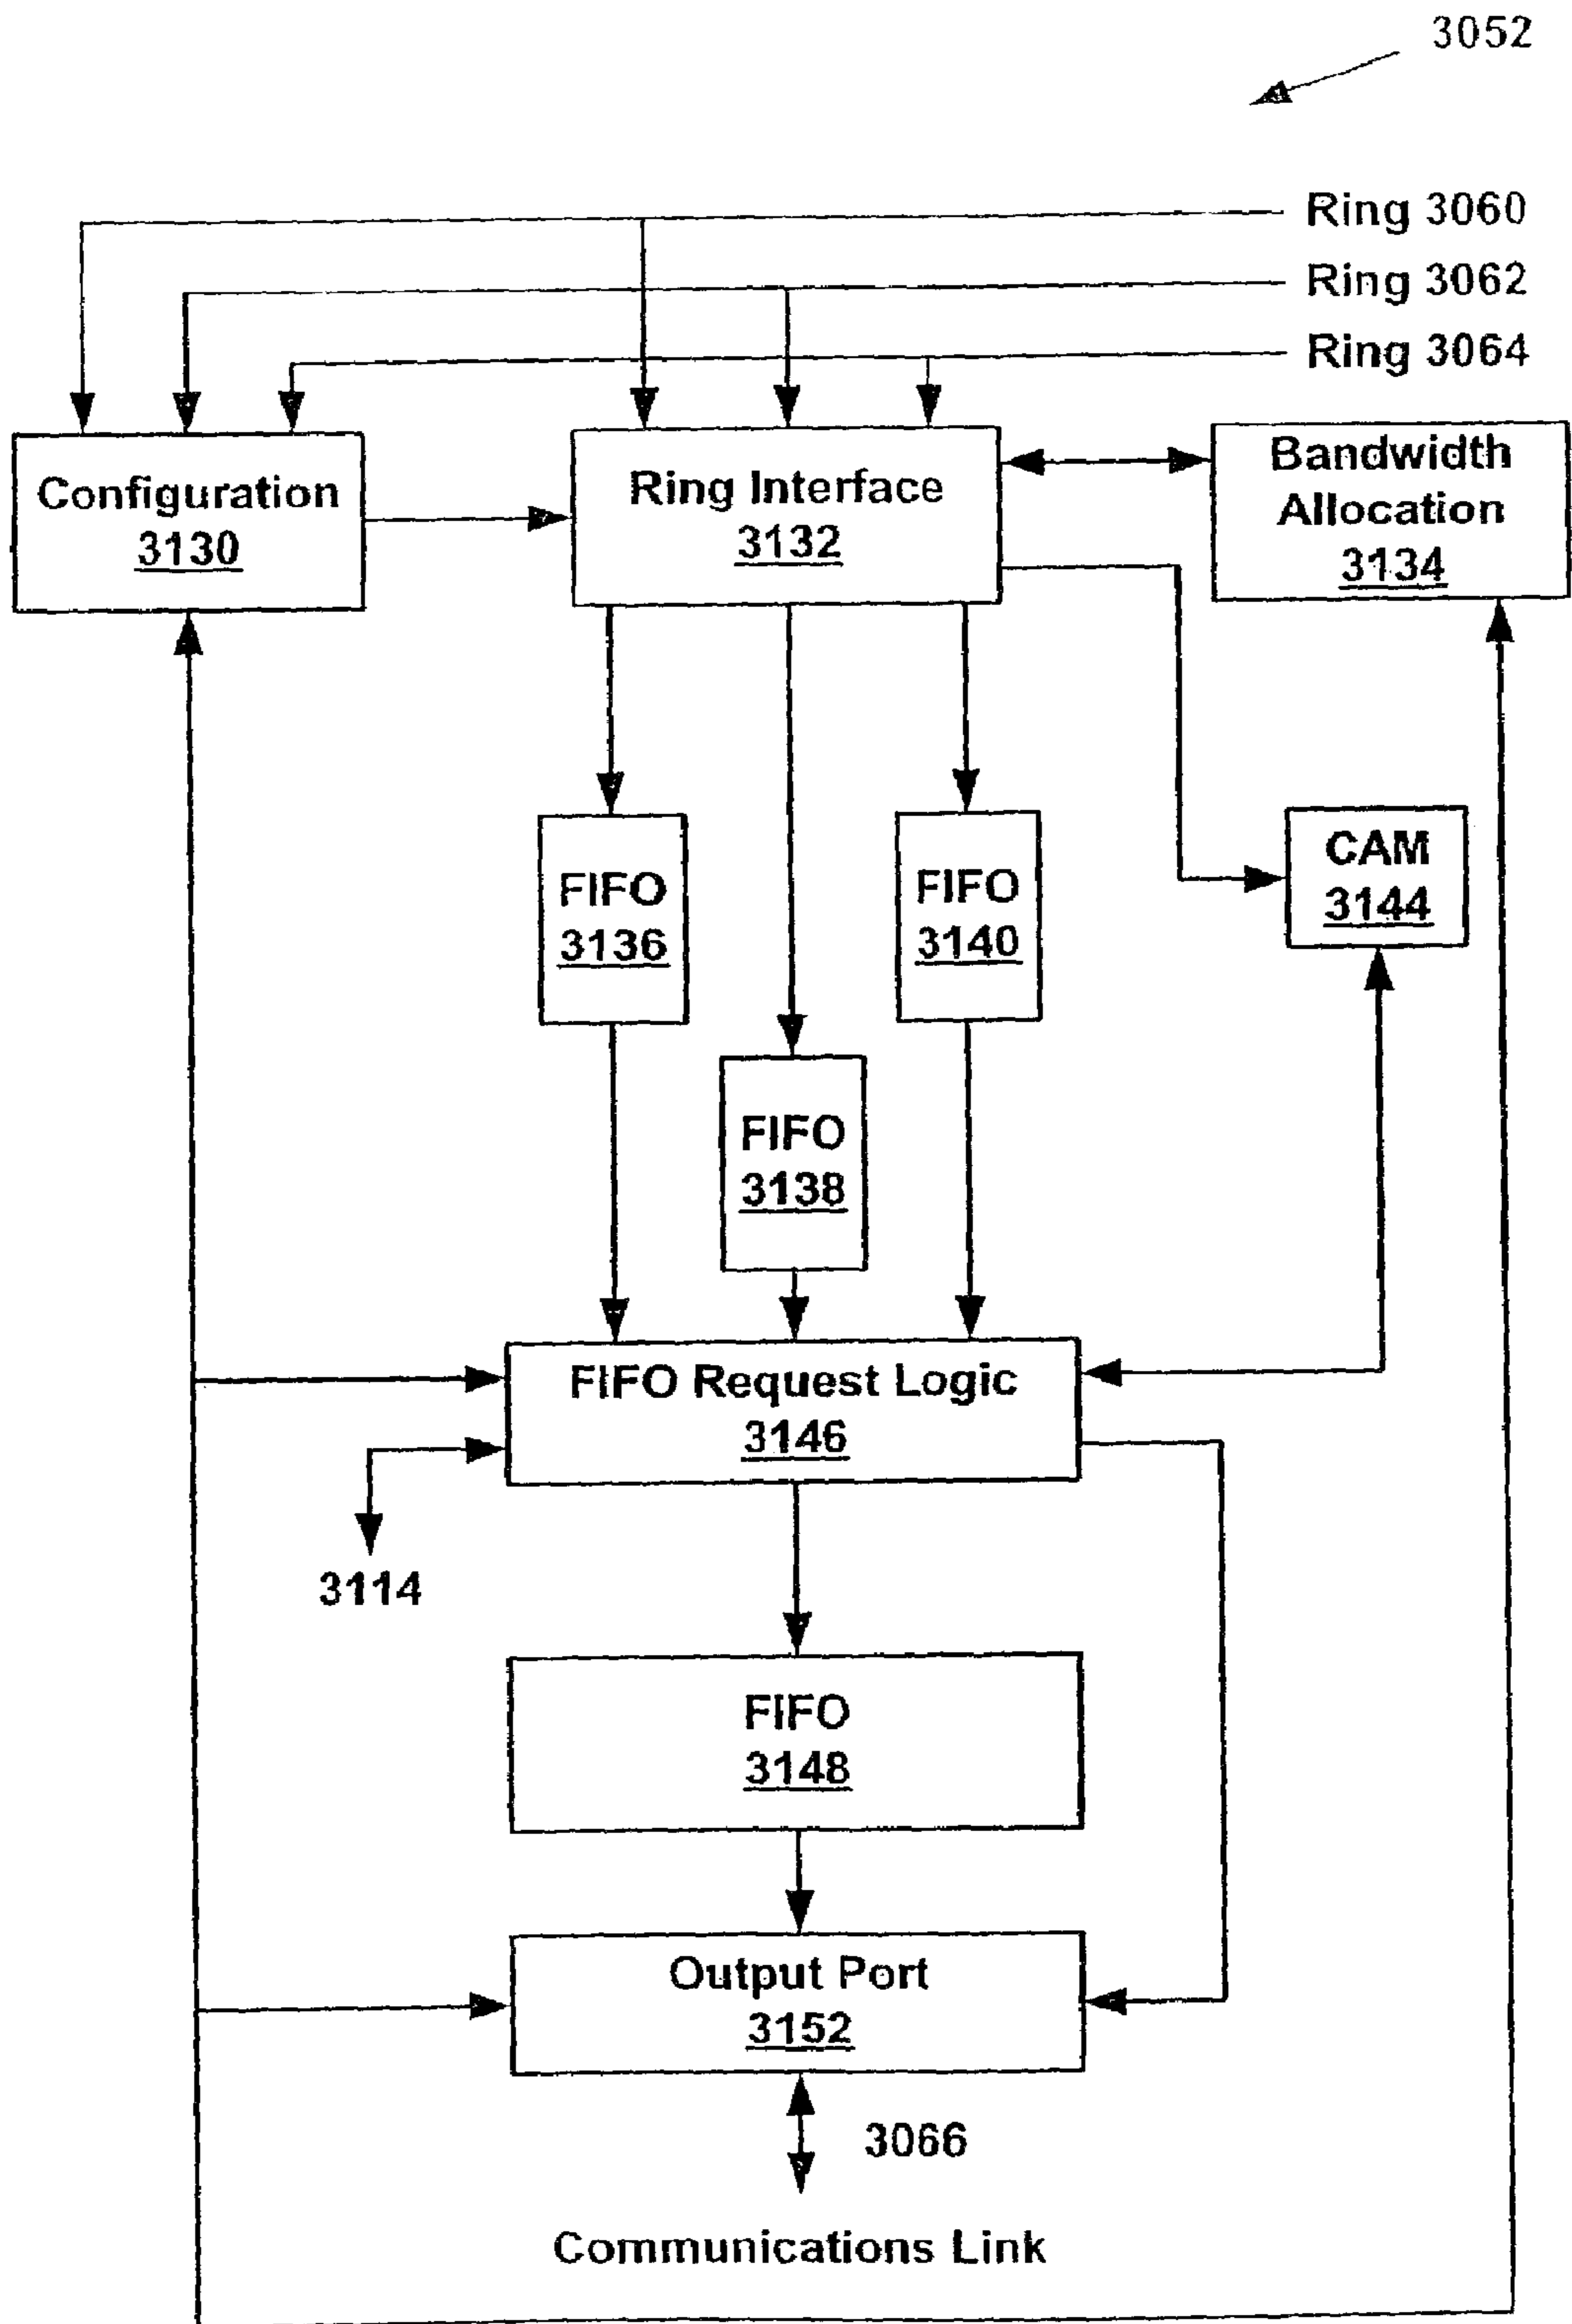 3052
Ring 3060
Ring 3062
Ring 3064
Configuration
3130
Ring Interface
3132
Bandwidth
Allocation
3134
FIFO
3136
FIFO
3140
CAM
3144
FIFO
3138
FIFO Request Logic
3146
3114
FIFO
3148
Output Port
3152
3066
Communications Link